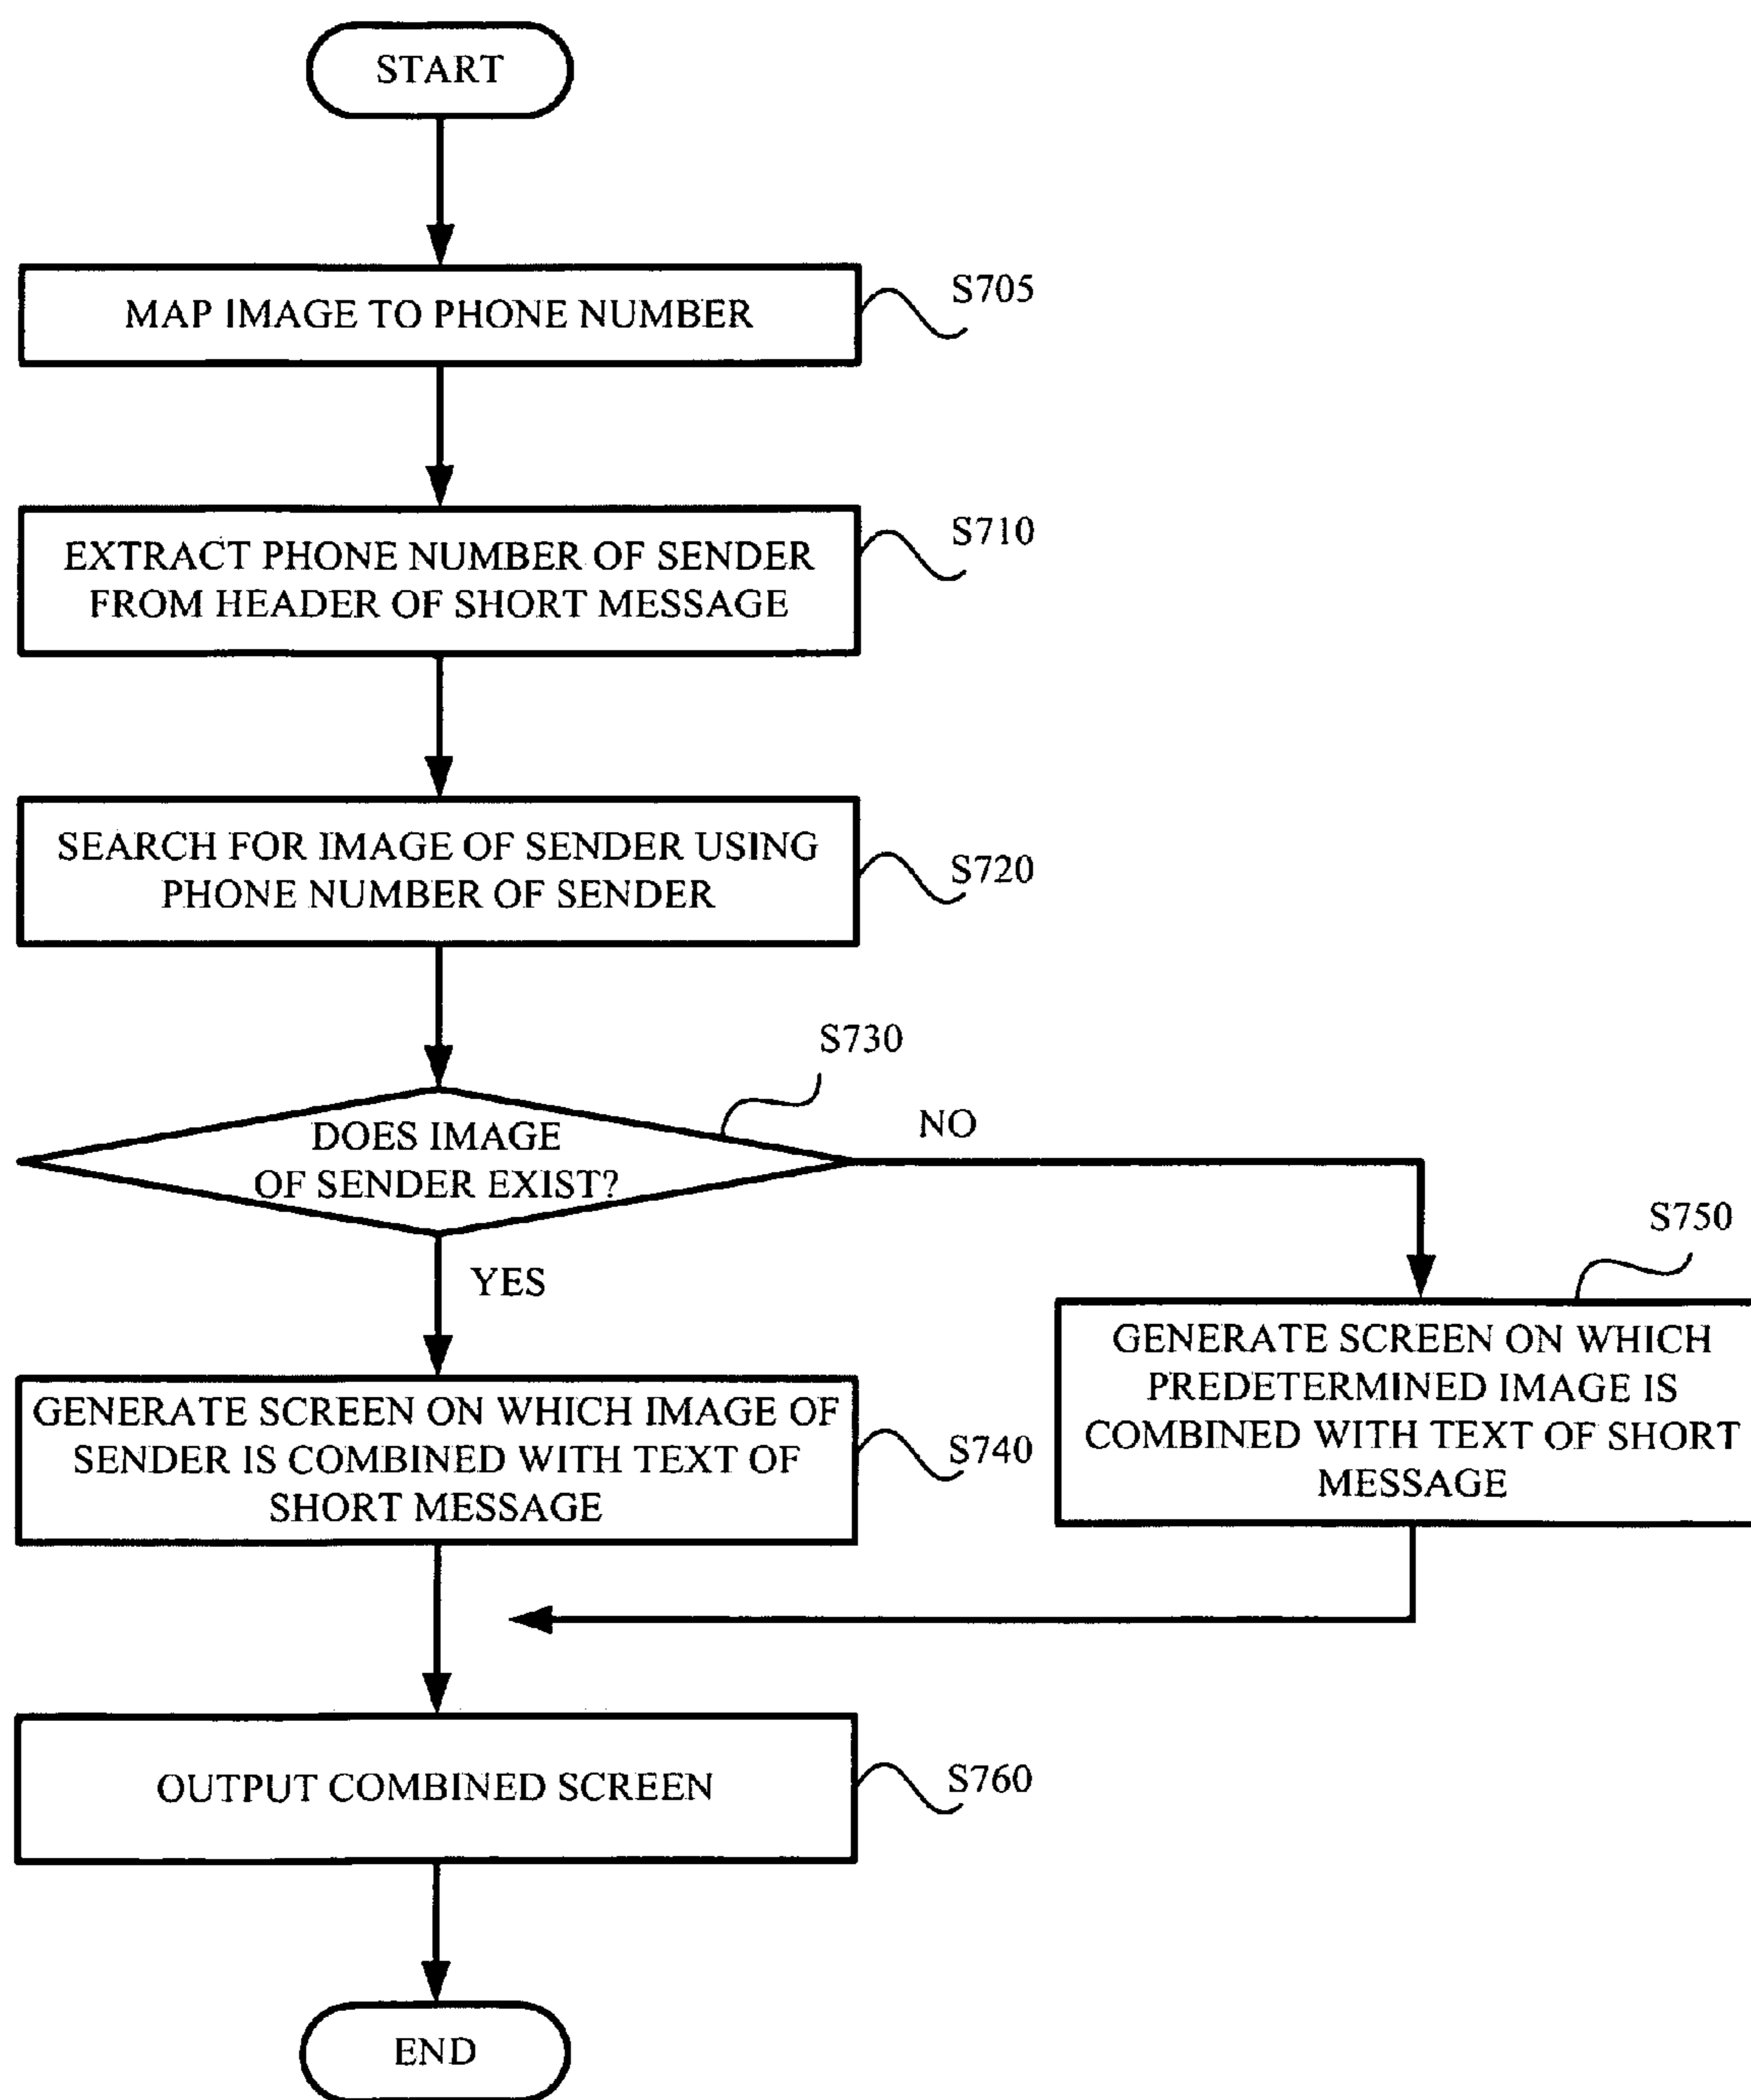 START
MAP IMAGE TO PHONE NUMBER
S705
EXTRACT PHONE NUMBER OF SENDER
FROM HEADER OF SHORT MESSAGE
S710
SEARCH FOR IMAGE OF SENDER USING
PHONE NUMBER OF SENDER
S720
S730
DOES IMAGE
OF SENDER EXIST?
NO
YES
S750
GENERATE SCREEN ON WHICH
PREDETERMINED IMAGE IS
COMBINED WITH TEXT OF SHORT
MESSAGE
GENERATE SCREEN ON WHICH IMAGE OF
SENDER IS COMBINED WITH TEXT OF
SHORT MESSAGE
S740
OUTPUT COMBINED SCREEN
S760
END